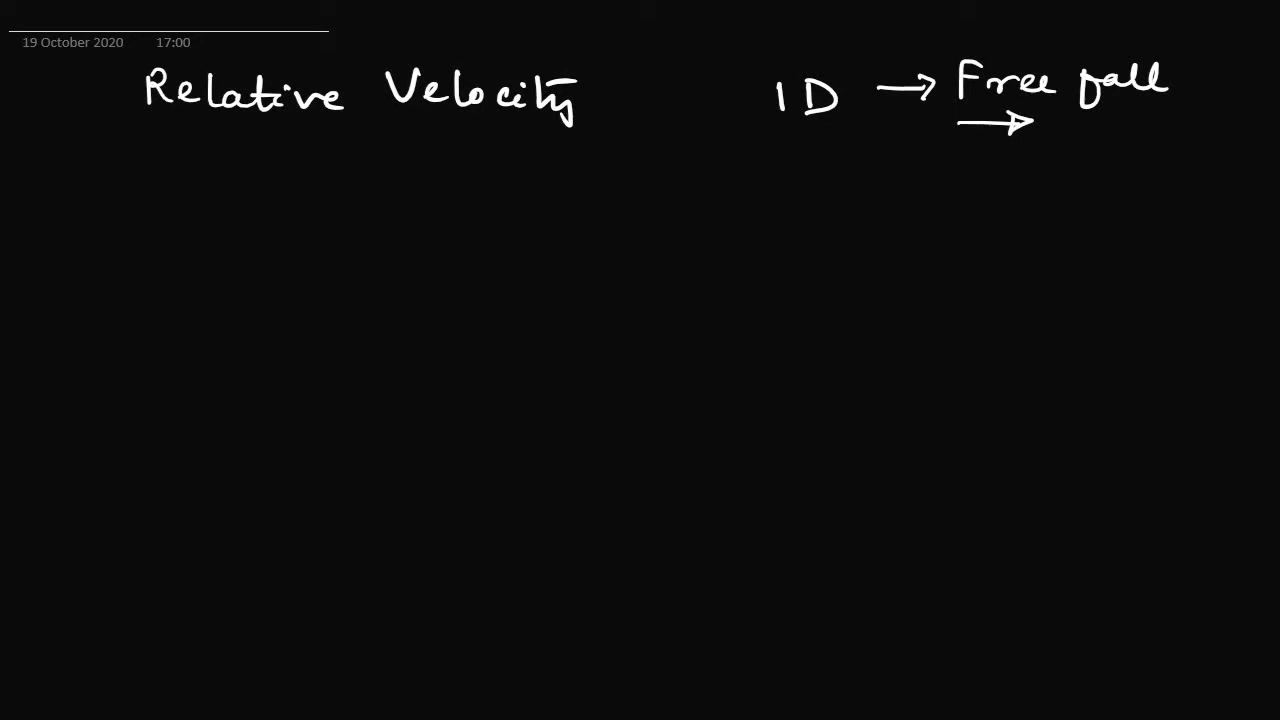 19 October 2020 17:00
Relative Velocity 1D → Free fall